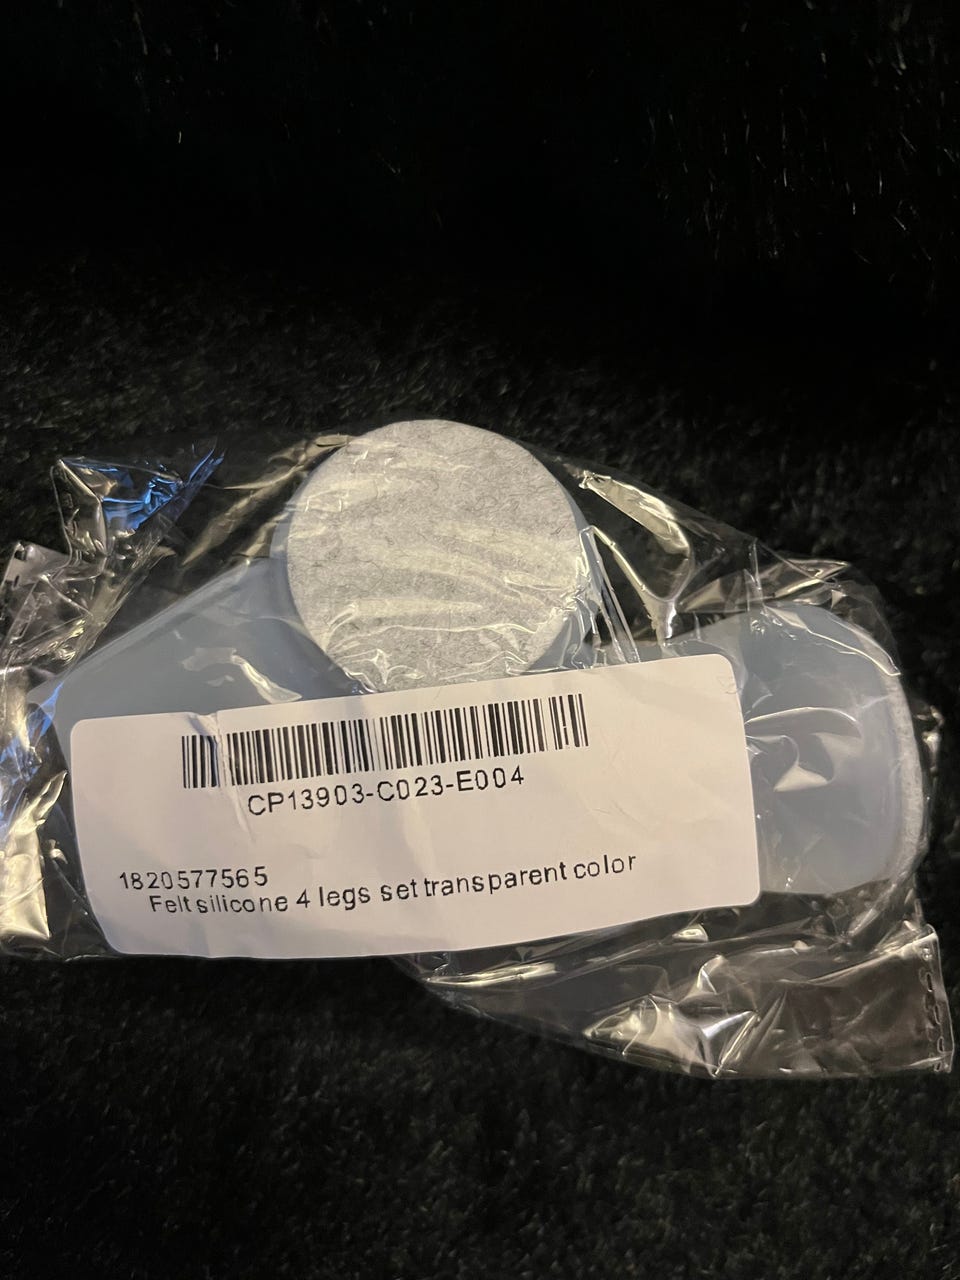 CP13903-C023-E004
1820577565
Felt silicone 4 legs set transparent color